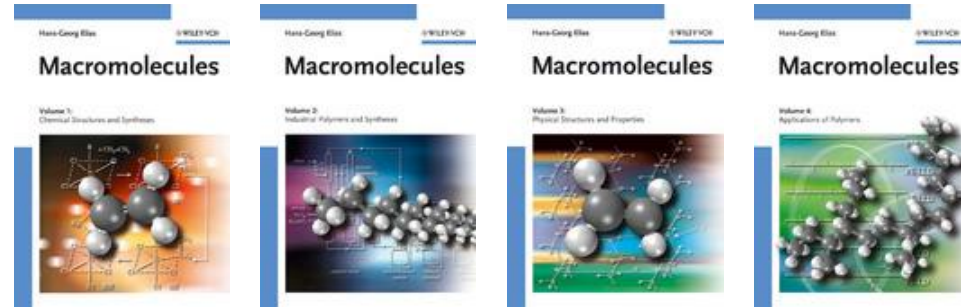 Hans-Georg Elias
WILEY-VCH
Macromolecules
Volume 1:
Chemical Structures and Syntheses
Hans-Georg Elias
WILEY-VCH
Macromolecules
Volume 2:
Industrial Polymers and Syntheses
Hans-Georg Elias
WILEY-VCH
Macromolecules
Volume 3:
Physical Structures and Properties
Hans-Georg Elias
WILEY-VCH
Macromolecules
Volume 4:
Applications of Polymers